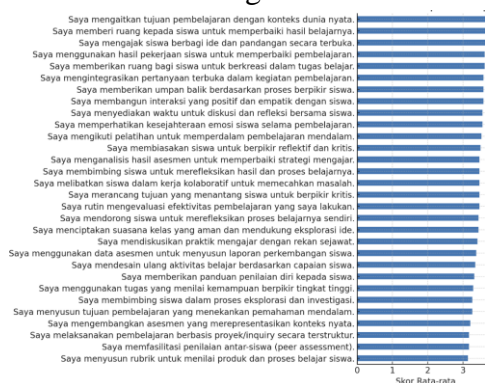 Saya mengaitkan tujuan pembelajaran dengan konteks dunia nyata.
Saya memberi ruang kepada siswa untuk memperbaiki hasil belajarnya.
Saya mengajak siswa berbagi ide dan pandangan secara terbuka.
Saya menggunakan hasil pekerjaan siswa untuk memperbaiki pembelajaran.
Saya memberikan ruang bagi siswa untuk berkreasi dalam tugas belajar.
Saya mengintegrasikan pertanyaan terbuka dalam kegiatan pembelajaran.
Saya memberikan umpan balik berdasarkan proses berpikir siswa.
Saya membangun interaksi yang positif dan empatik dengan siswa.
Saya menyediakan waktu untuk diskusi dan refleksi bersama siswa.
Saya memperhatikan kesejahteraan emosi siswa selama pembelajaran.
Saya mengikuti pelatihan untuk memperdalam pembelajaran mendalam.
Saya membiasakan siswa untuk berpikir reflektif dan kritis.
Saya menganalisis hasil asesmen untuk memperbaiki strategi mengajar.
Saya membimbing siswa untuk merefleksikan hasil dan proses belajarnya.
Saya melibatkan siswa dalam kerja kolaboratif untuk memecahkan masalah.
Saya merancang tujuan yang menantang siswa untuk berpikir kritis.
Saya rutin mengevaluasi efektivitas pembelajaran yang saya lakukan.
Saya mendorong siswa untuk merefleksikan proses belajarnya sendiri.
Saya menciptakan suasana kelas yang aman dan mendukung eksplorasi ide.
Saya mendiskusikan praktik mengajar dengan rekan sejawat.
Saya menggunakan data asesmen untuk menyusun laporan perkembangan siswa.
Saya mendesain ulang aktivitas belajar berdasarkan capaian siswa.
Saya memberikan panduan penilaian diri kepada siswa.
Saya menggunakan tugas yang menilai kemampuan berpikir tingkat tinggi.
Saya membimbing siswa dalam proses eksplorasi dan investigasi.
Saya menyusun tujuan pembelajaran yang menekankan pemahaman mendalam.
Saya mengembangkan asesmen yang merepresentasikan konteks nyata.
Saya melaksanakan pembelajaran berbasis proyek/inquiry secara terstruktur.
Saya memfasilitasi penilaian antar-siswa (peer assessment).
Saya menyusun rubrik untuk menilai produk dan proses belajar siswa.
0 1 2 3
Skor Rata-rata